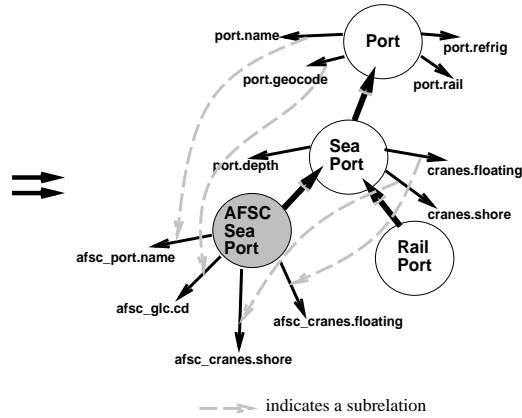 port.name
Port
port.refrig
port.geocode
port.rail
Sea
Port
port.depth
cranes.floating
cranes.shore
AFSC
Sea
Port
Rail
Port
afsc_port.name
afsc_glc.cd
afsc_cranes.floating
afsc_cranes.shore
indicates a subrelation